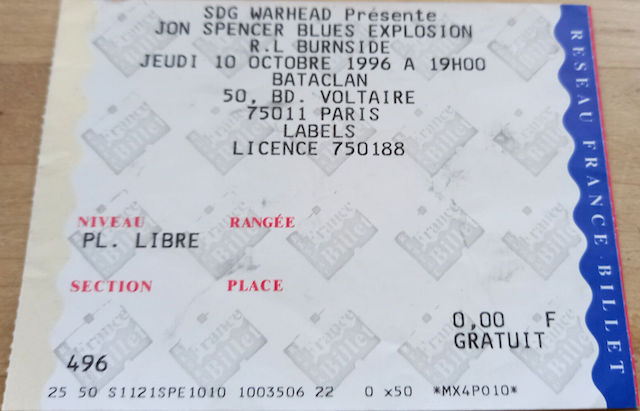 SDG WARHEAD Présente
JON SPENCER BLUES EXPLOSION
R.L BURNSIDE
JEUDI 10 OCTOBRE 1996 A 19H00
BATACLAN
50, BD. VOLTAIRE
75011 PARIS
LABELS
LICENCE 750188
NIVEAU RANGÉE
PL. LIBRE
SECTION PLACE
0,00 F
GRATUIT
496
25 50 S1121SPE1010 1003506 22 0 x50 *MX4P010*
RESEAU FRANCE BILLET
France Billet